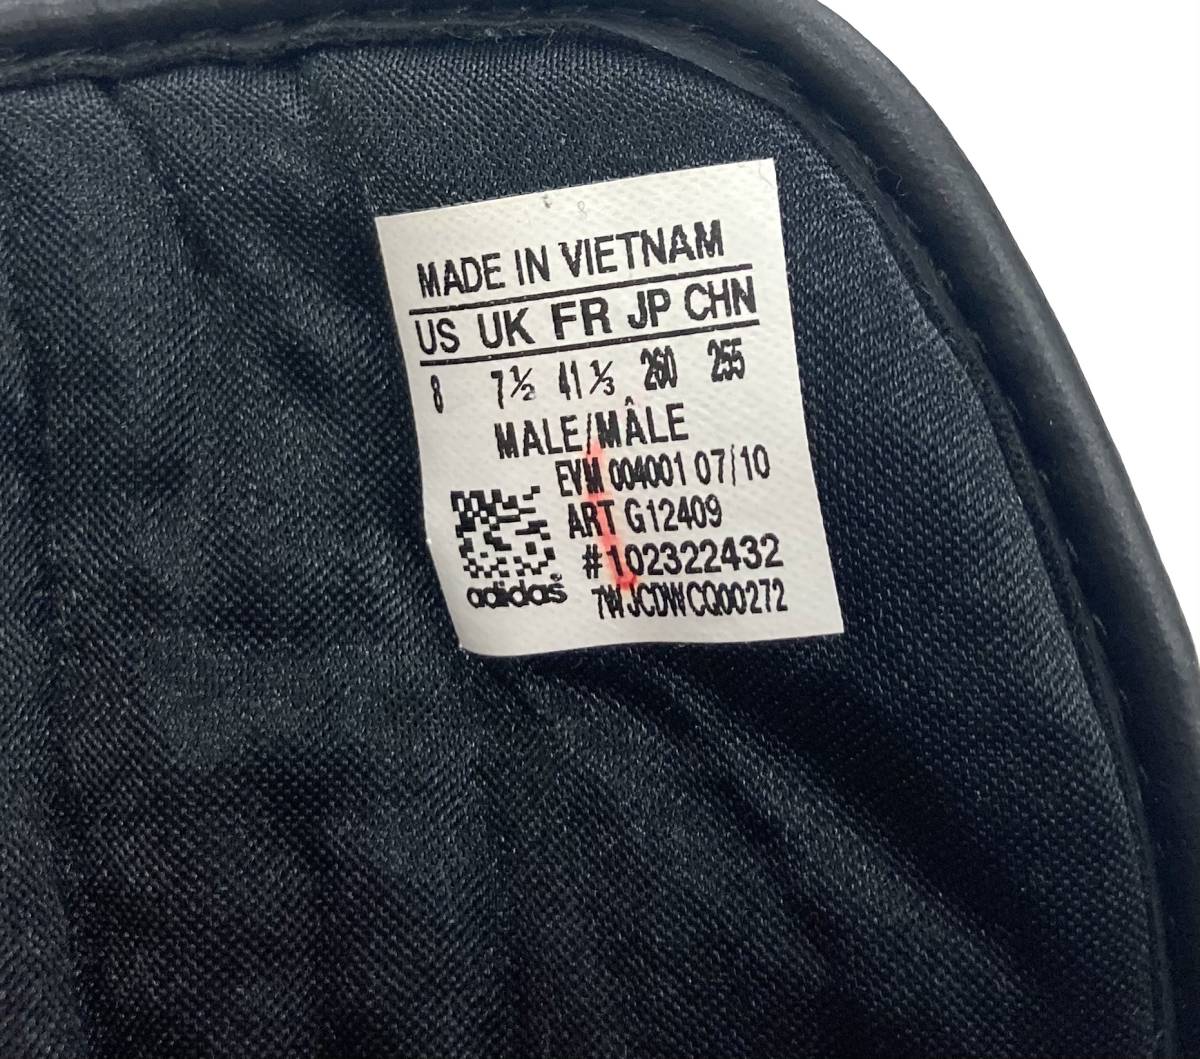 MADE IN VIETNAM
US UK FR JP CHN
8 7½ 41⅓ 260 255
MALE/MÂLE
EVM 004001 07/10
ART G12409
#102322432
adidas 7WJCDWCQ00272